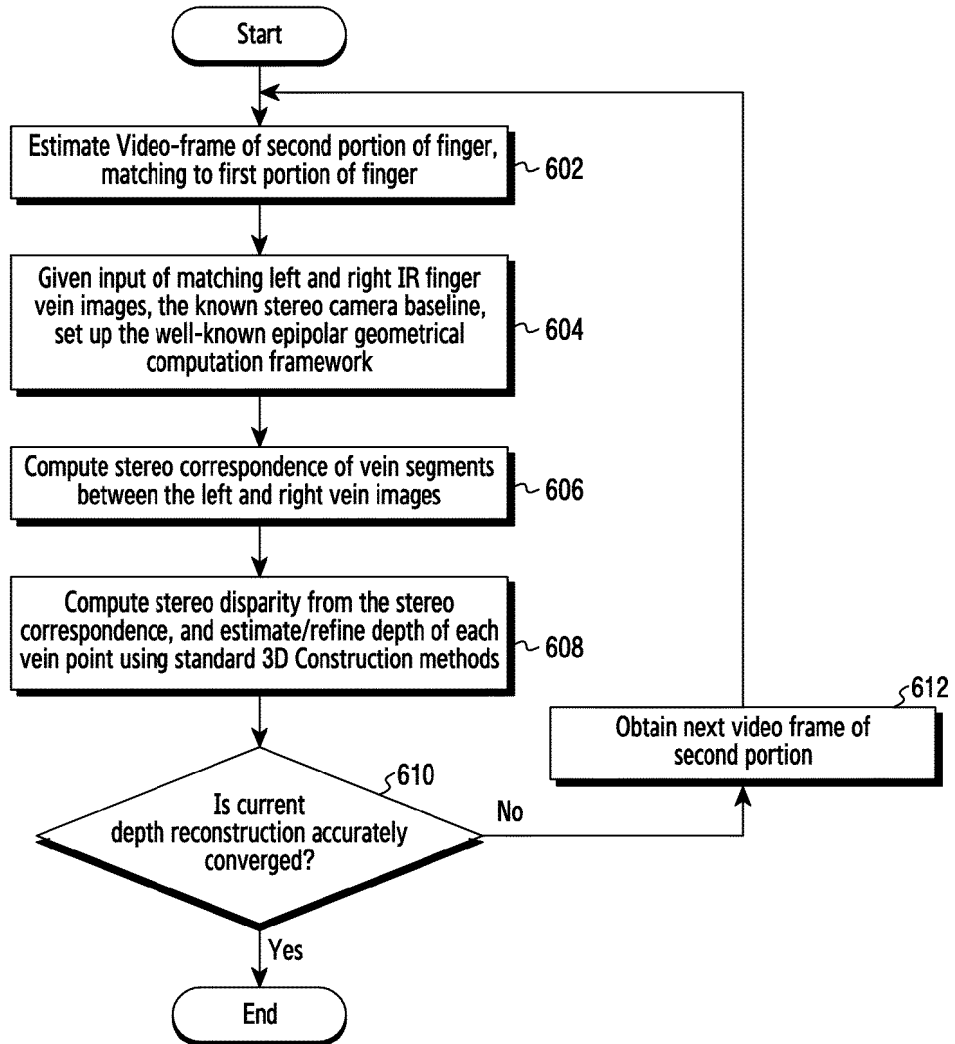 Start
Estimate Video-frame of second portion of finger,
matching to first portion of finger
602
Given input of matching left and right IR finger
vein images, the known stereo camera baseline,
set up the well-known epipolar geometrical
computation framework
604
Compute stereo correspondence of vein segments
between the left and right vein images
606
Compute stereo disparity from the stereo
correspondence, and estimate/refine depth of each
vein point using standard 3D Construction methods
608
612
Obtain next video frame of
second portion
610
Is current
depth reconstruction accurately
converged?
No
Yes
End